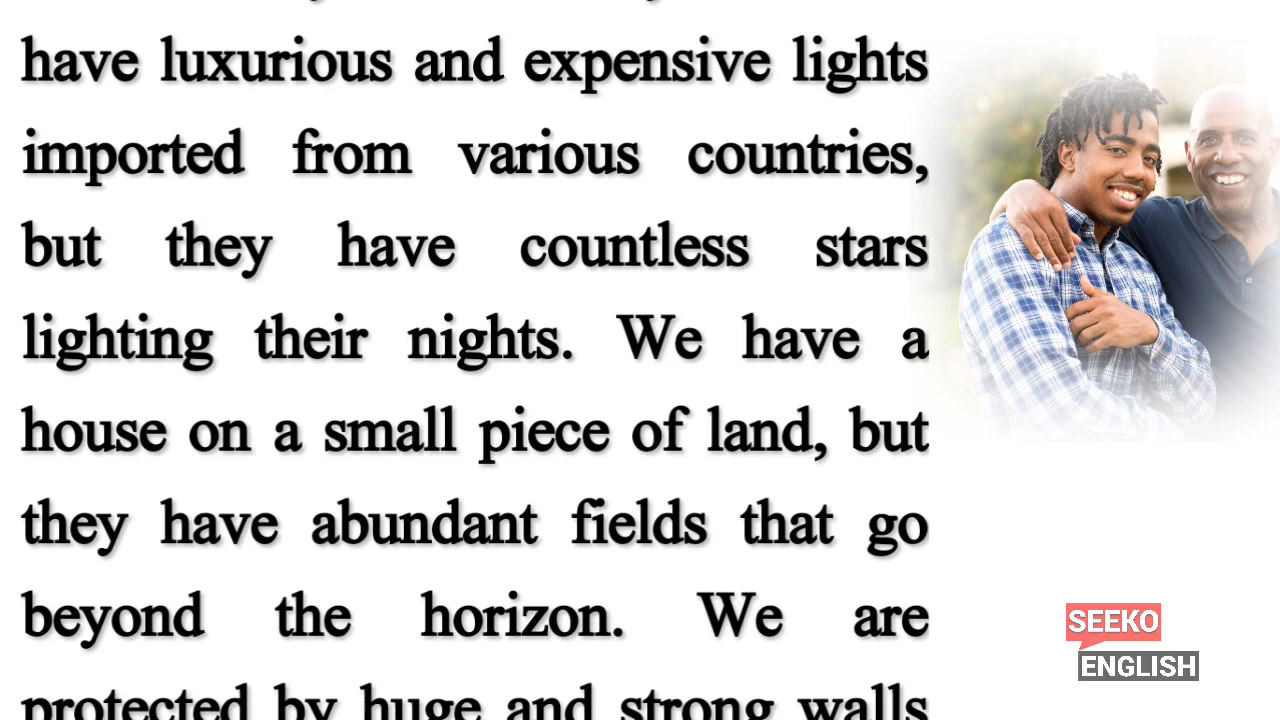 have luxurious and expensive lights
imported from various countries,
but they have countless stars
lighting their nights. We have a
house on a small piece of land, but
they have abundant fields that go
beyond the horizon. We are
protected by huge and strong walls
SEEKO
ENGLISH